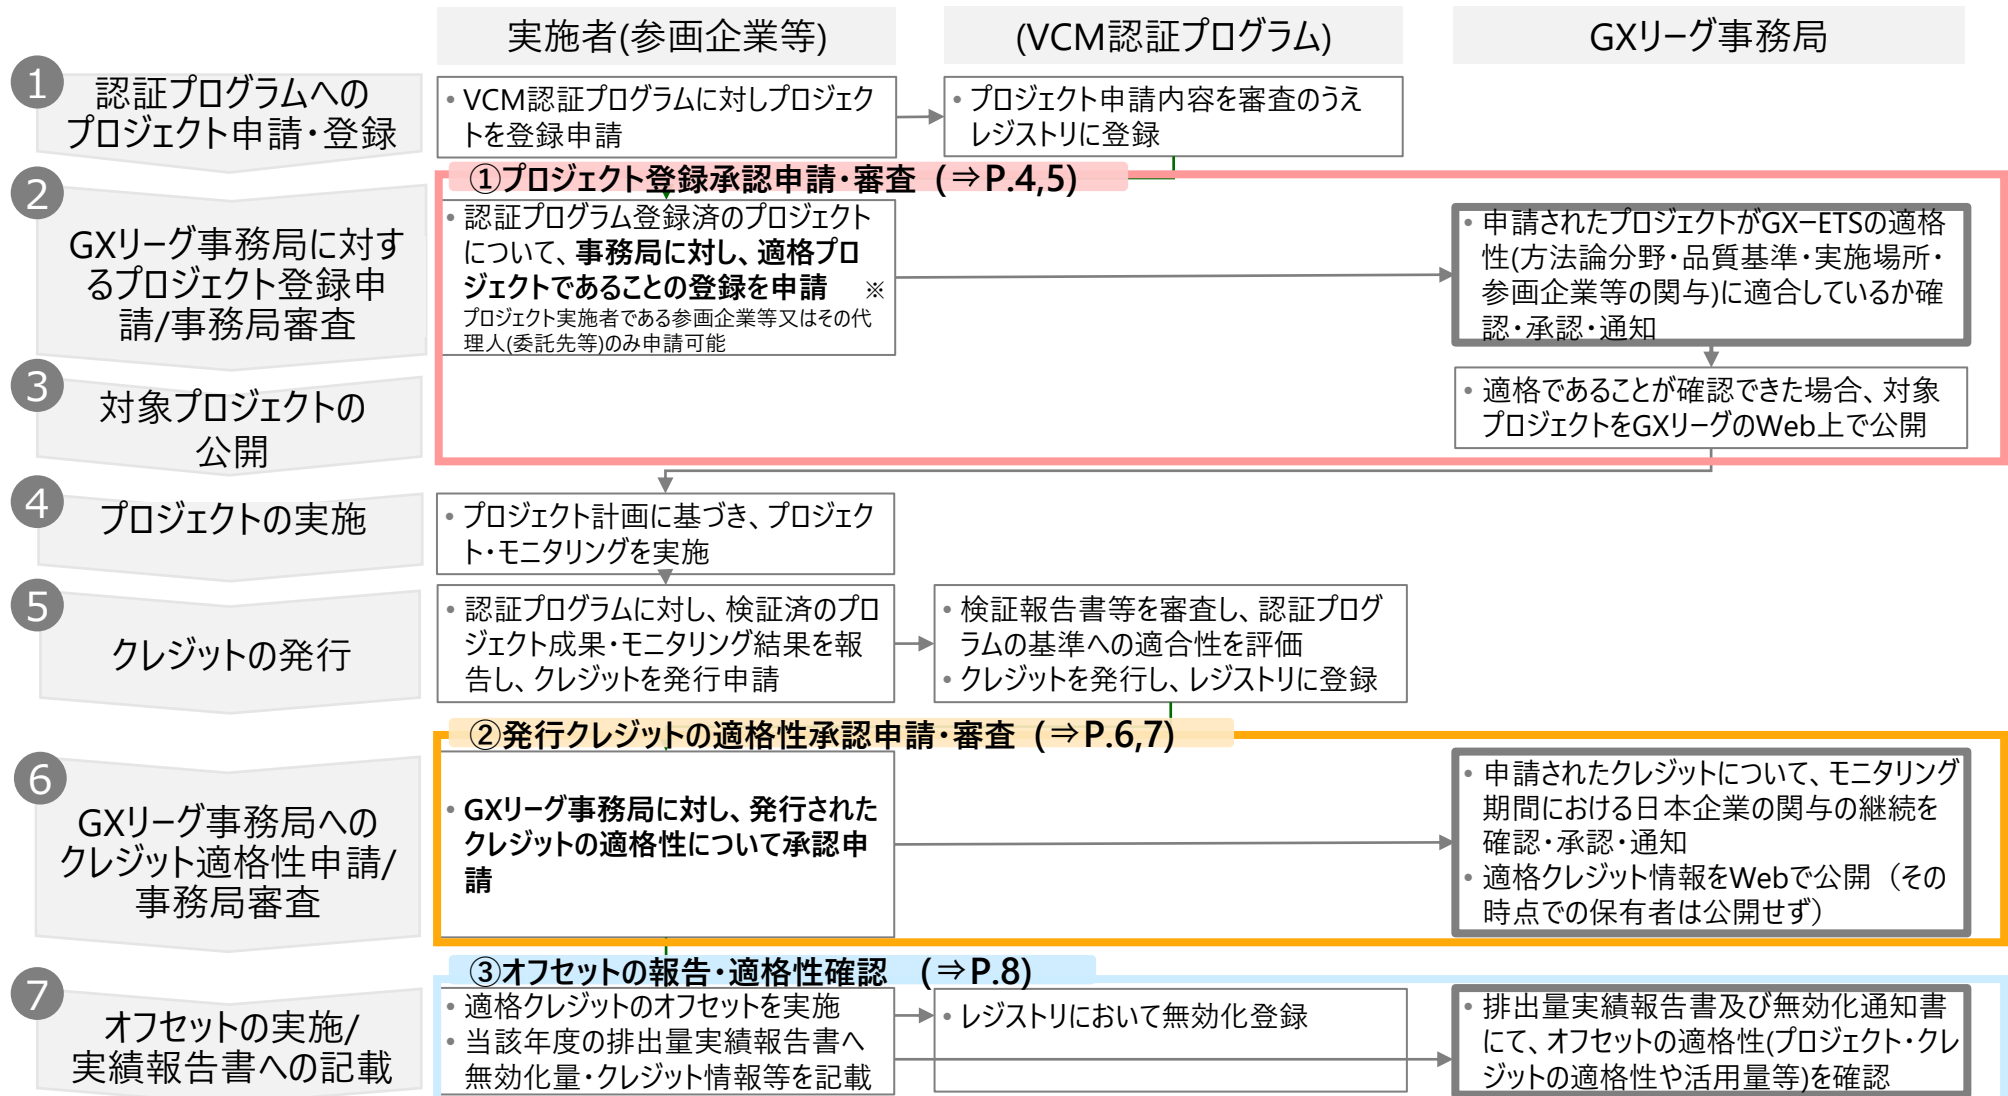 実施者(参画企業等)
(VCM認証プログラム)
GXリーグ事務局
1
認証プログラムへの
プロジェクト申請・登録
• VCM認証プログラムに対しプロジェク
トを登録申請
• プロジェクト申請内容を審査のうえ
レジストリに登録
①プロジェクト登録承認申請・審査 (⇒P.4,5)
2
GXリーグ事務局に対す
るプロジェクト登録申
請/事務局審査
• 認証プログラム登録済のプロジェクト
について、事務局に対し、適格プロ
ジェクトであることの登録を申請 ※
プロジェクト実施者である参画企業等又はその代
理人(委託先等)のみ申請可能
• 申請されたプロジェクトがGX−ETSの適格
性(方法論分野・品質基準・実施場所・
参画企業等の関与)に適合しているか確
認・承認・通知
3
対象プロジェクトの
公開
• 適格であることが確認できた場合、対象
プロジェクトをGXリーグのWeb上で公開
4
プロジェクトの実施
• プロジェクト計画に基づき、プロジェク
ト・モニタリングを実施
5
クレジットの発行
• 認証プログラムに対し、検証済のプロ
ジェクト成果・モニタリング結果を報
告し、クレジットを発行申請
• 検証報告書等を審査し、認証プログ
ラムの基準への適合性を評価
• クレジットを発行し、レジストリに登録
②発行クレジットの適格性承認申請・審査 (⇒P.6,7)
6
GXリーグ事務局への
クレジット適格性申請/
事務局審査
• GXリーグ事務局に対し、発行された
クレジットの適格性について承認申
請
• 申請されたクレジットについて、モニタリング
期間における日本企業の関与の継続を
確認・承認・通知
• 適格クレジット情報をWebで公開（その
時点での保有者は公開せず）
③オフセットの報告・適格性確認 (⇒P.8)
7
オフセットの実施/
実績報告書への記載
• 適格クレジットのオフセットを実施
• 当該年度の排出量実績報告書へ
無効化量・クレジット情報等を記載
• レジストリにおいて無効化登録
• 排出量実績報告書及び無効化通知書
にて、オフセットの適格性(プロジェクト・クレ
ジットの適格性や活用量等)を確認